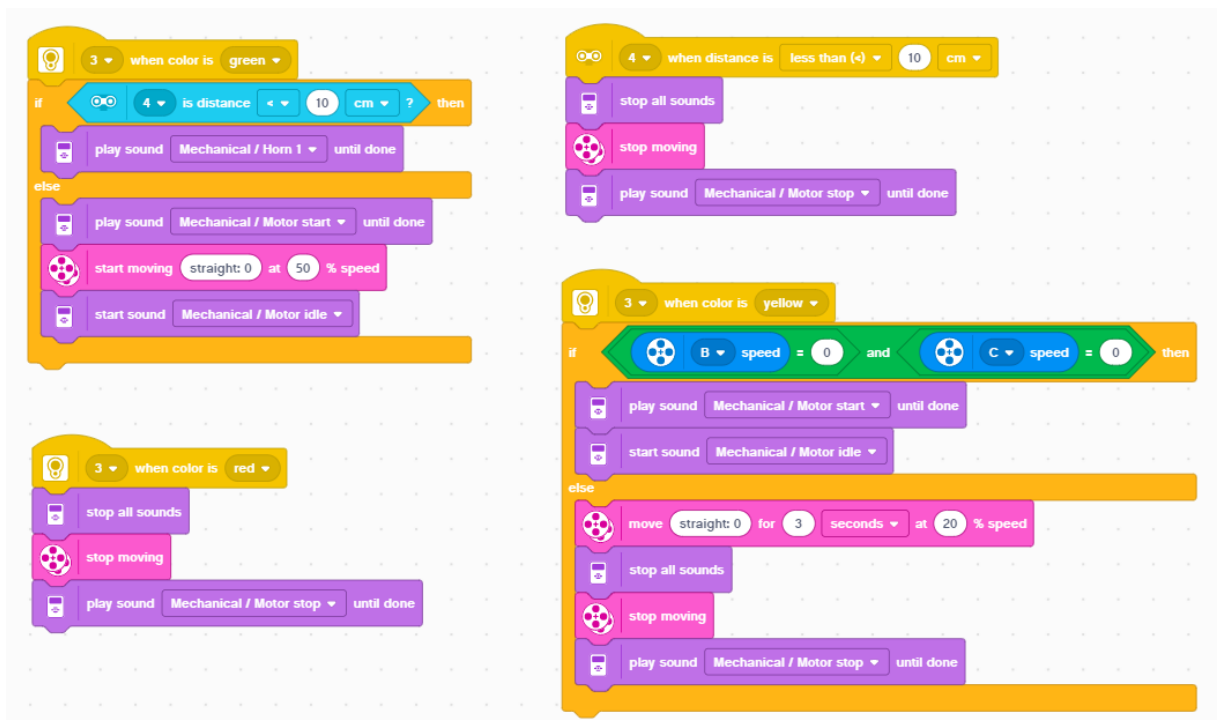 3 when color is green
if 4 is distance < 10 cm ? then
play sound Mechanical / Horn 1 until done
else
play sound Mechanical / Motor start until done
start moving straight: 0 at 50 % speed
start sound Mechanical / Motor idle
3 when color is red
stop all sounds
stop moving
play sound Mechanical / Motor stop until done
4 when distance is less than (<) 10 cm
stop all sounds
stop moving
play sound Mechanical / Motor stop until done
3 when color is yellow
if B speed = 0 and C speed = 0 then
play sound Mechanical / Motor start until done
start sound Mechanical / Motor idle
else
move straight: 0 for 3 seconds at 20 % speed
stop all sounds
stop moving
play sound Mechanical / Motor stop until done